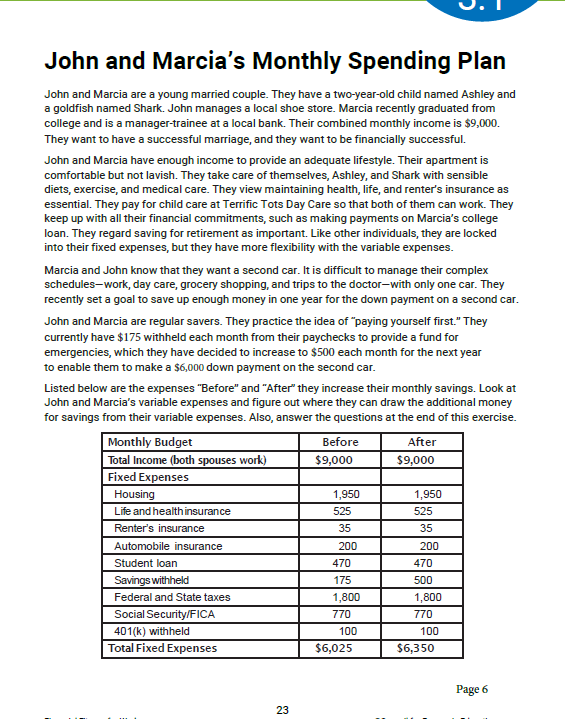 John and Marcia’s Monthly Spending Plan
John and Marcia are a young married couple. They have a two-year-old child named Ashley and
a goldfish named Shark. John manages a local shoe store. Marcia recently graduated from
college and is a manager-trainee at a local bank. Their combined monthly income is $9,000.
They want to have a successful marriage, and they want to be financially successful.
John and Marcia have enough income to provide an adequate lifestyle. Their apartment is
comfortable but not lavish. They take care of themselves, Ashley, and Shark with sensible
diets, exercise, and medical care. They view maintaining health, life, and renter’s insurance as
essential. They pay for child care at Terrific Tots Day Care so that both of them can work. They
keep up with all their financial commitments, such as making payments on Marcia’s college
loan. They regard saving for retirement as important. Like other individuals, they are locked
into their fixed expenses, but they have more flexibility with the variable expenses.
Marcia and John know that they want a second car. It is difficult to manage their complex
schedules—work, day care, grocery shopping, and trips to the doctor—with only one car. They
recently set a goal to save up enough money in one year for the down payment on a second car.
John and Marcia are regular savers. They practice the idea of “paying yourself first.” They
currently have $175 withheld each month from their paychecks to provide a fund for
emergencies, which they have decided to increase to $500 each month for the next year
to enable them to make a $6,000 down payment on the second car.
Listed below are the expenses “Before” and “After” they increase their monthly savings. Look at
John and Marcia’s variable expenses and figure out where they can draw the additional money
for savings from their variable expenses. Also, answer the questions at the end of this exercise.
Monthly Budget Before After
Total Income (both spouses work) $9,000 $9,000
Fixed Expenses
Housing 1,950 1,950
Life and health insurance 525 525
Renter's insurance 35 35
Automobile insurance 200 200
Student loan 470 470
Savings withheld 175 500
Federal and State taxes 1,800 1,800
Social Security/FICA 770 770
401(k) withheld 100 100
Total Fixed Expenses $6,025 $6,350
Page 6
23